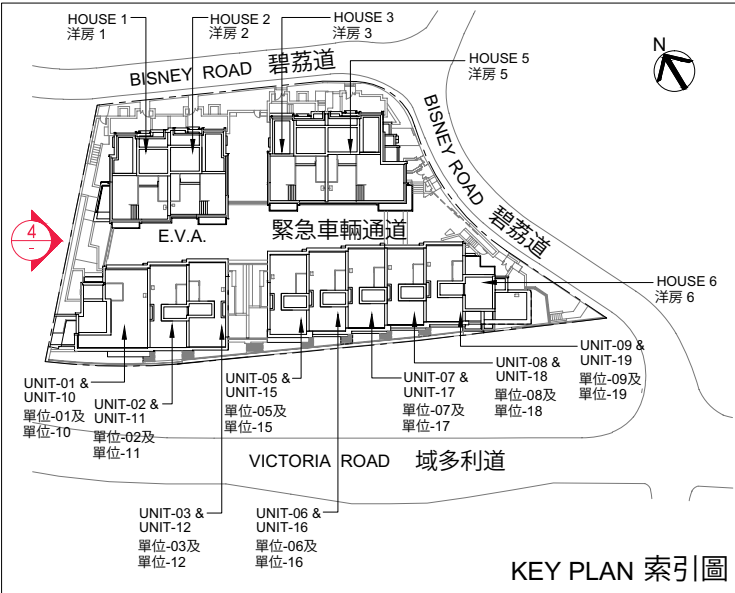 HOUSE 1
洋房 1
HOUSE 2
洋房 2
HOUSE 3
洋房 3
HOUSE 5
洋房 5
N
BISNEY ROAD 碧荔道
BISNEY ROAD 碧荔道
4
-
E.V.A. 緊急車輛通道
HOUSE 6
洋房 6
UNIT-01 &
UNIT-10
單位-01及
單位-10
UNIT-02 &
UNIT-11
單位-02及
單位-11
UNIT-05 &
UNIT-15
單位-05及
單位-15
UNIT-07 &
UNIT-17
單位-07及
單位-17
UNIT-08 &
UNIT-18
單位-08及
單位-18
UNIT-09 &
UNIT-19
單位-09及
單位-19
VICTORIA ROAD 域多利道
UNIT-03 &
UNIT-12
單位-03及
單位-12
UNIT-06 &
UNIT-16
單位-06及
單位-16
KEY PLAN 索引圖